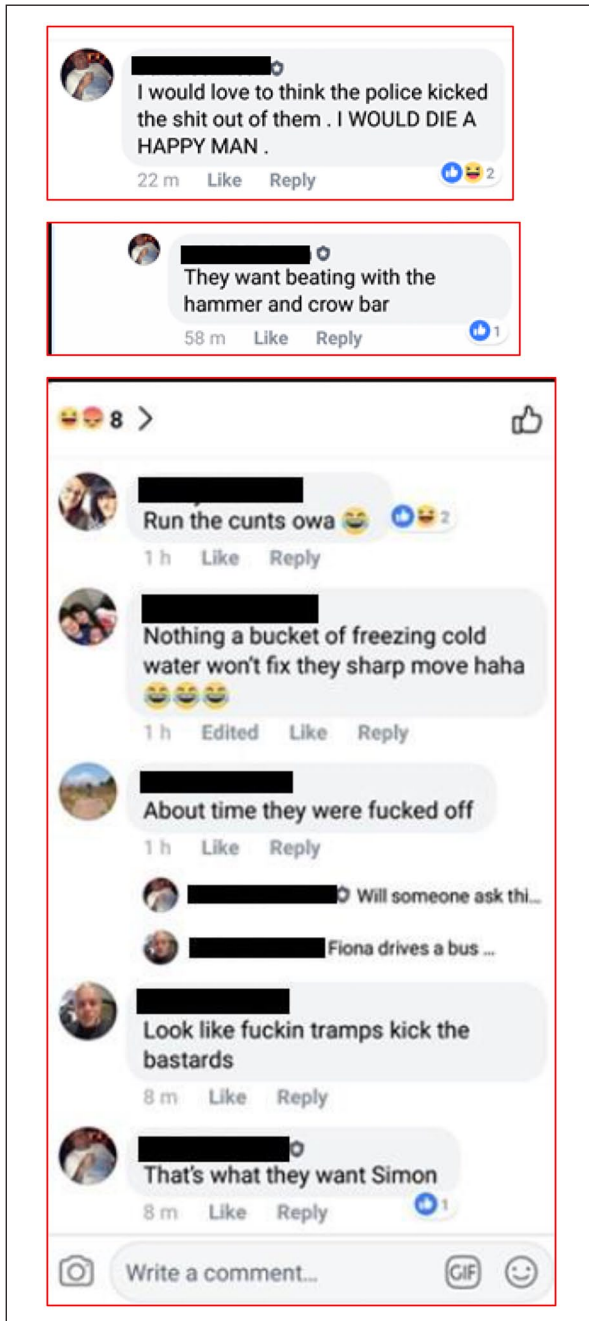 I would love to think the police kicked
the shit out of them . I WOULD DIE A
HAPPY MAN .
22 m Like Reply 2
They want beating with the
hammer and crow bar
58 m Like Reply 1
8 >
Run the cunts owa 😂 2
1 h Like Reply
Nothing a bucket of freezing cold
water won't fix they sharp move haha
😂😂😂
1 h Edited Like Reply
About time they were fucked off
1 h Like Reply
Will someone ask thi...
Fiona drives a bus ...
Look like fuckin tramps kick the
bastards
8 m Like Reply
That's what they want Simon
8 m Like Reply 1
Write a comment... GIF